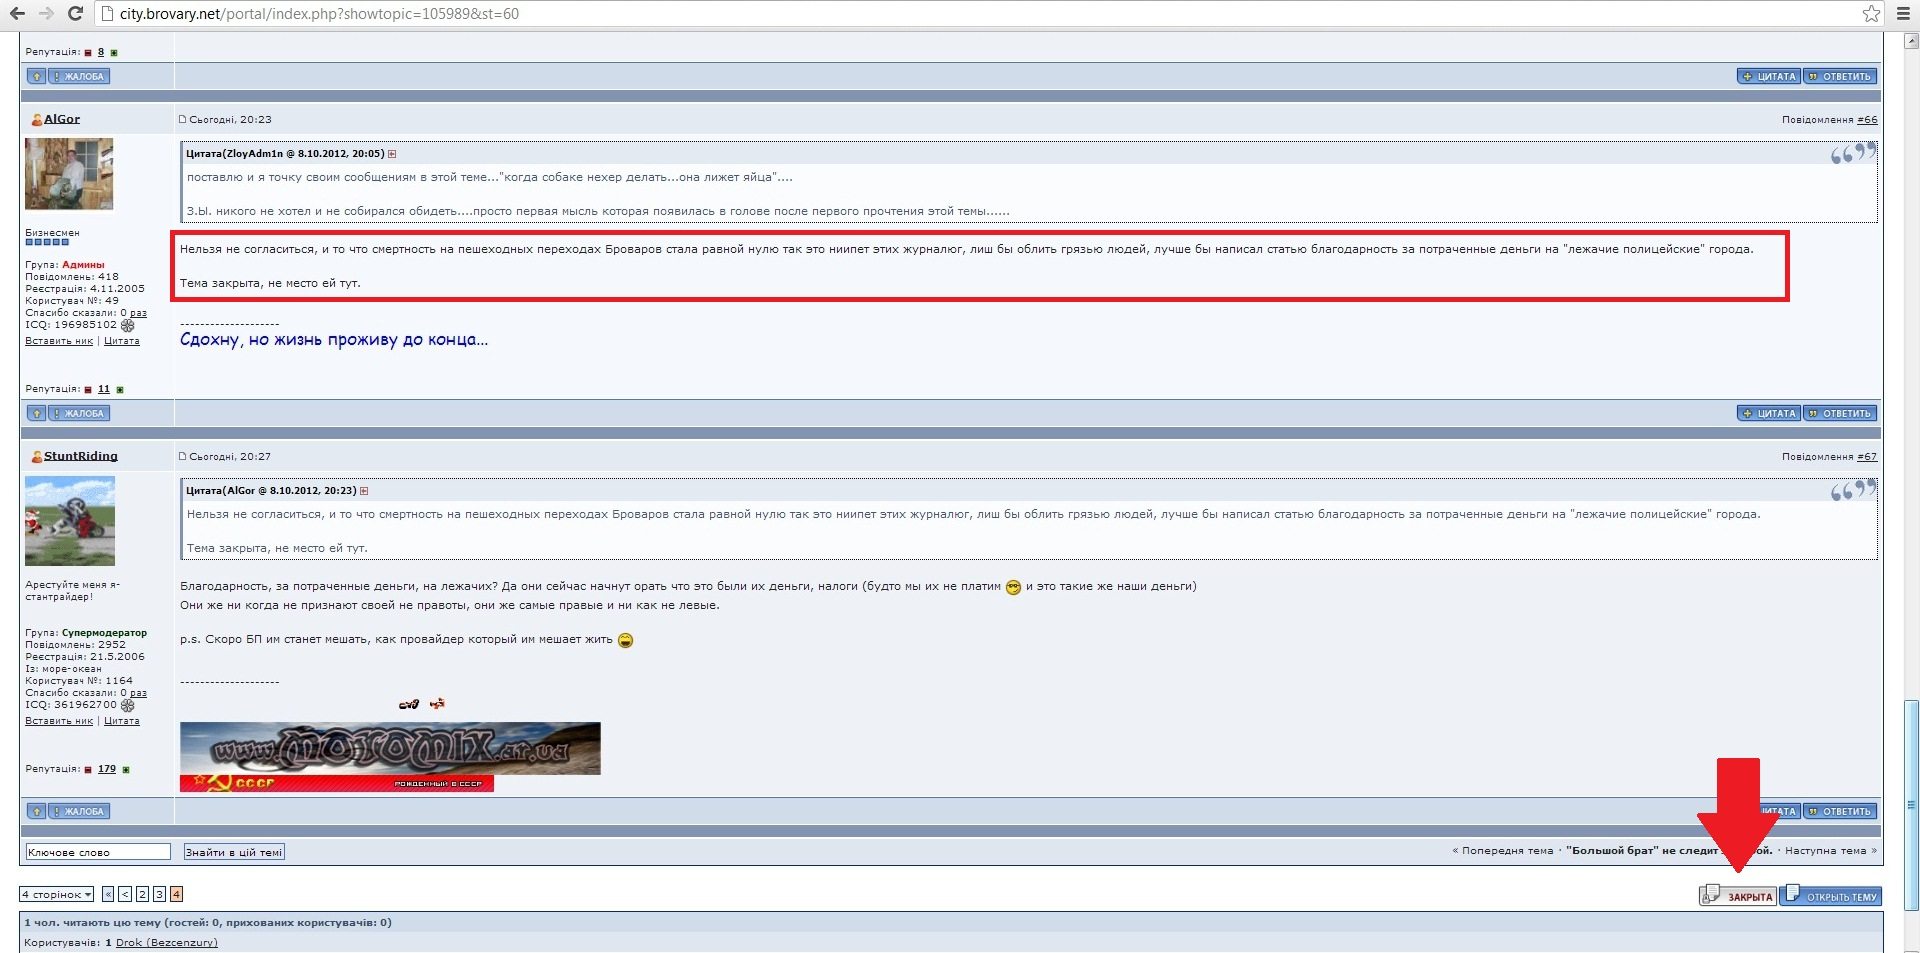 city.brovary.net/portal/index.php?showtopic=105989&st=60
Репутація: 8
ЖАЛОБА
ЦИТАТА ОТВЕТИТЬ
AlGor
Сьогодні, 20:23
Повідомлення #66
Цитата(ZloyAdm1n @ 8.10.2012, 20:05)
поставлю и я точку своим сообщениям в этой теме..."когда собаке нехер делать...она лижет яйца"....
З.Ы. никого не хотел и не собирался обидеть....просто первая мысль которая появилась в голове после первого прочтения этой темы......
Бизнесмен
Група: Админы
Повідомлень: 418
Реєстрація: 4.11.2005
Користувач №: 49
Спасибо сказали: 0 раз
ICQ: 196985102
Вставить ник | Цитата
Нельзя не согласиться, и то что смертность на пешеходных переходах Броваров стала равной нулю так это ниипет этих журналюг, лиш бы облить грязью людей, лучше бы написал статью благодарность за потраченные деньги на "лежачие полицейские" города.
Тема закрыта, не место ей тут.
--------------------
Сдохну, но жизнь проживу до конца...
Репутація: 11
ЖАЛОБА
ЦИТАТА ОТВЕТИТЬ
StuntRiding
Сьогодні, 20:27
Повідомлення #67
Цитата(AlGor @ 8.10.2012, 20:23)
Нельзя не согласиться, и то что смертность на пешеходных переходах Броваров стала равной нулю так это ниипет этих журналюг, лиш бы облить грязью людей, лучше бы написал статью благодарность за потраченные деньги на "лежачие полицейские" города.
Тема закрыта, не место ей тут.
Арестуйте меня я-
стантрайдер!
Група: Супермодератор
Повідомлень: 2952
Реєстрація: 21.5.2006
Із: море-океан
Користувач №: 1164
Спасибо сказали: 0 раз
ICQ: 361962700
Вставить ник | Цитата
Благодарность, за потраченные деньги, на лежачих? Да они сейчас начнут орать что это были их деньги, налоги (будто мы их не платим и это такие же наши деньги)
Они же ни когда не признают своей не правоты, они же самые правые и ни как не левые.
p.s. Скоро БП им станет мешать, как провайдер который им мешает жить
--------------------
www.MOTOMIX.at.ua
СССР РОЖДЕННЫЙ В СССР
Репутація: 179
ЖАЛОБА
ЦИТАТА ОТВЕТИТЬ
Ключове слово Знайти в цій темі
« Попередня тема · "Большой брат" не следит · Наступна тема »
4 сторінок « < 2 3 4
ЗАКРЫТА ОТКРЫТЬ ТЕМУ
1 чол. читають цю тему (гостей: 0, прихованих користувачів: 0)
Користувачів: 1 Drok (Bezcenzury)